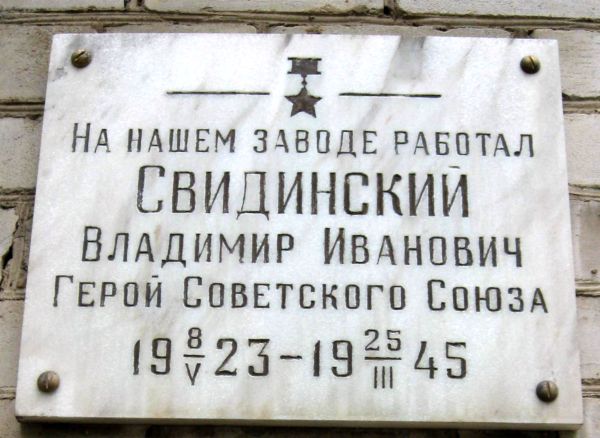 На нашем заводе работал
Свидинский
Владимир Иванович
Герой Советского Союза
19 8/V 23 – 19 25/III 45